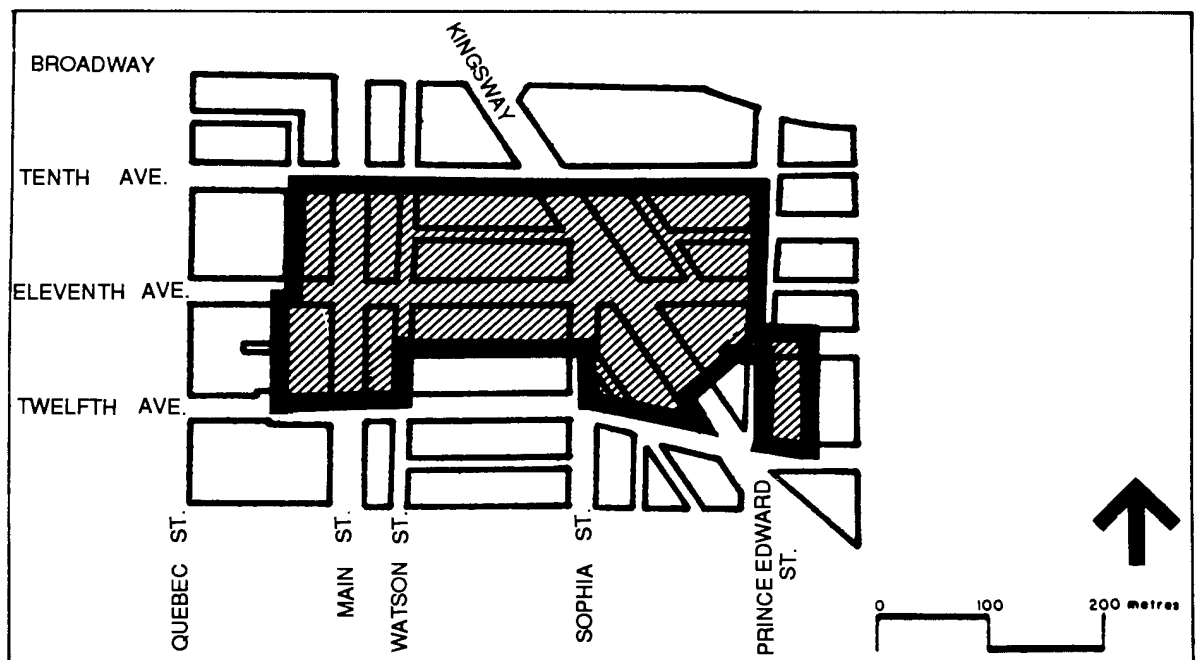 BROADWAY
KINGSWAY
TENTH AVE.
ELEVENTH AVE.
TWELFTH AVE.
QUEBEC ST.
MAIN ST.
WATSON ST.
SOPHIA ST.
PRINCE EDWARD
ST.
0 100 200 metres